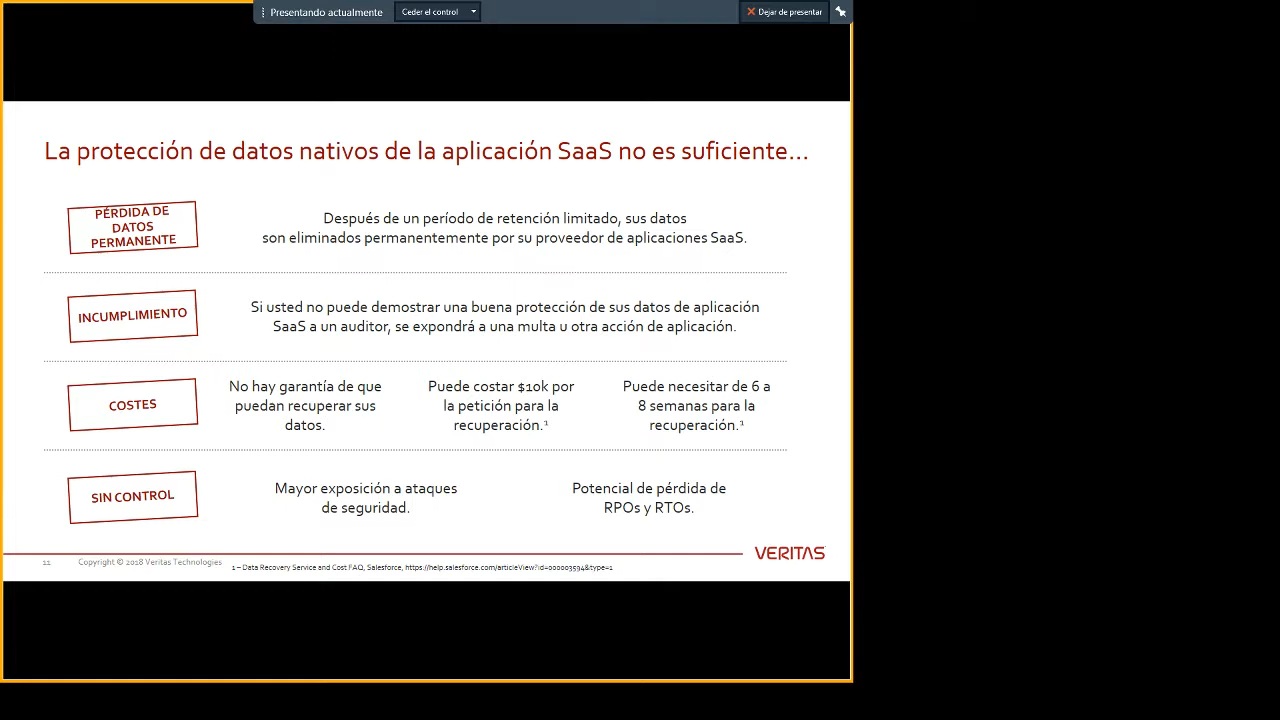 Presentando actualmente
Ceder el control
Dejar de presentar
La protección de datos nativos de la aplicación SaaS no es suficiente...
PÉRDIDA DE
DATOS
PERMANENTE
Después de un período de retención limitado, sus datos
son eliminados permanentemente por su proveedor de aplicaciones SaaS.
INCUMPLIMIENTO
Si usted no puede demostrar una buena protección de sus datos de aplicación
SaaS a un auditor, se expondrá a una multa u otra acción de aplicación.
COSTES
No hay garantía de que
puedan recuperar sus
datos.
Puede costar $10k por
la petición para la
recuperación.¹
Puede necesitar de 6 a
8 semanas para la
recuperación.¹
SIN CONTROL
Mayor exposición a ataques
de seguridad.
Potencial de pérdida de
RPOs y RTOs.
VERITAS
11 Copyright © 2018 Veritas Technologies
1 – Data Recovery Service and Cost FAQ, Salesforce, https://help.salesforce.com/articleView?id=000003594&type=1